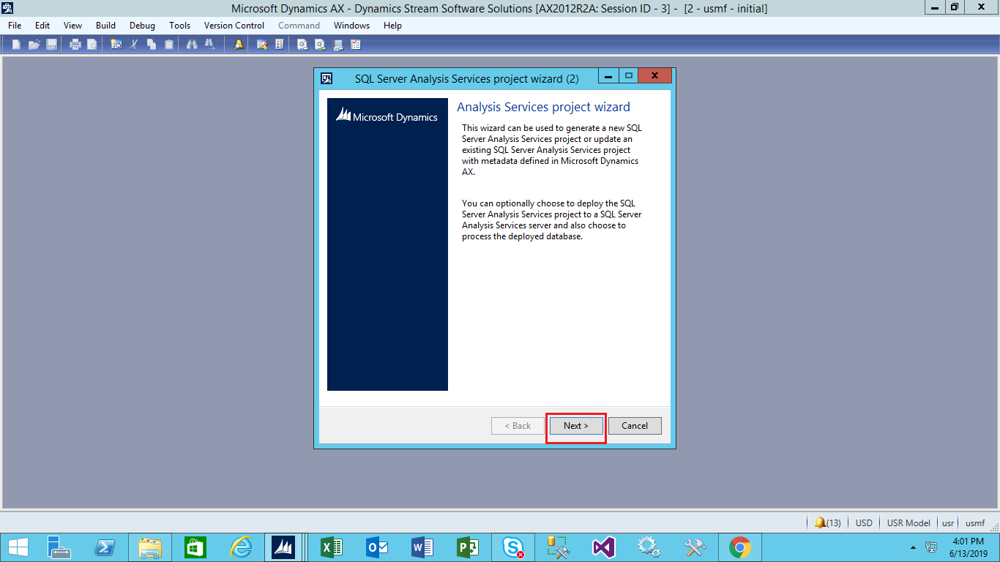 Microsoft Dynamics AX - Dynamics Stream Software Solutions [AX2012R2A: Session ID - 3] -  [2 - usmf - initial]
File Edit View Build Debug Tools Version Control Command Windows Help
SQL Server Analysis Services project wizard (2)
Microsoft Dynamics
Analysis Services project wizard
This wizard can be used to generate a new SQL
Server Analysis Services project or update an
existing SQL Server Analysis Services project
with metadata defined in Microsoft Dynamics
AX.
You can optionally choose to deploy the SQL
Server Analysis Services project to a SQL Server
Analysis Services server and also choose to
process the deployed database.
< Back Next > Cancel
(13) USD USR Model usr usmf
4:01 PM
6/13/2019